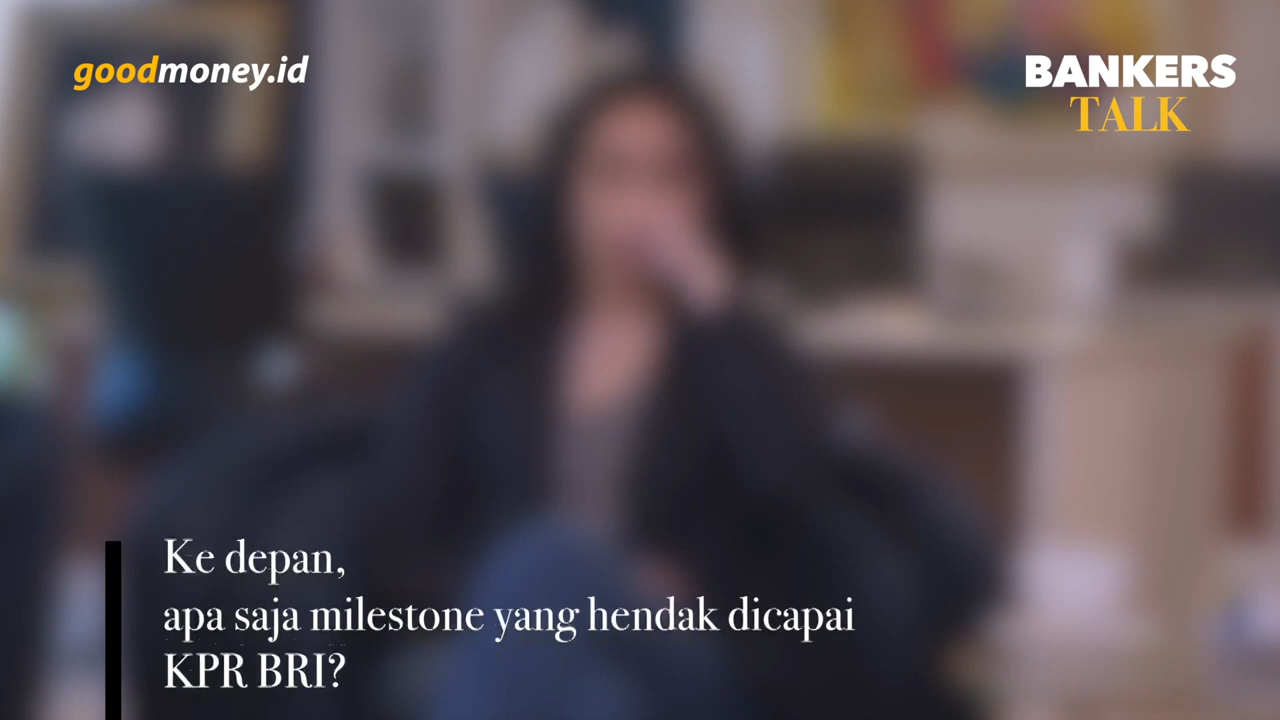 goodmoney.id
BANKERS
TALK
Ke depan,
apa saja milestone yang hendak dicapai
KPR BRI?